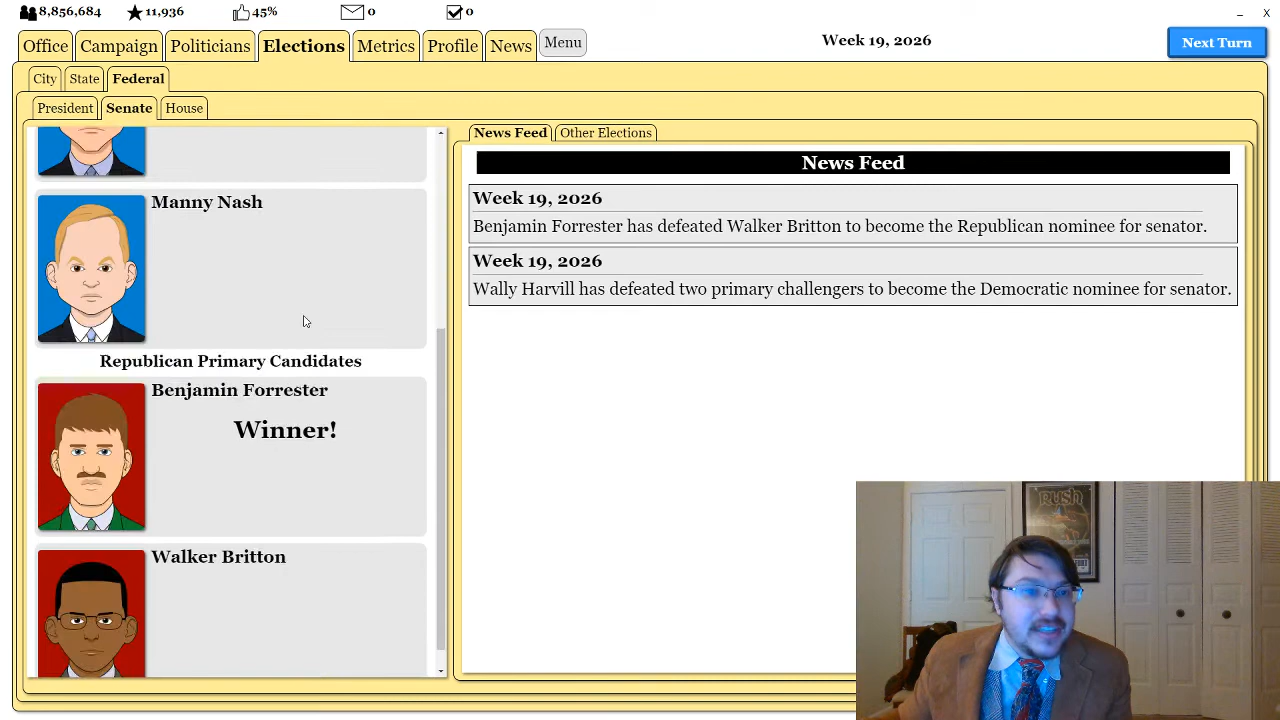 8,856,684 11,936 45% 0 0 _ X
Office Campaign Politicians Elections Metrics Profile News Menu Week 19, 2026 Next Turn
City State Federal
President Senate House
News Feed Other Elections
News Feed
Manny Nash
Republican Primary Candidates
Benjamin Forrester
Winner!
Walker Britton
Week 19, 2026
Benjamin Forrester has defeated Walker Britton to become the Republican nominee for senator.
Week 19, 2026
Wally Harvill has defeated two primary challengers to become the Democratic nominee for senator.
RUSH